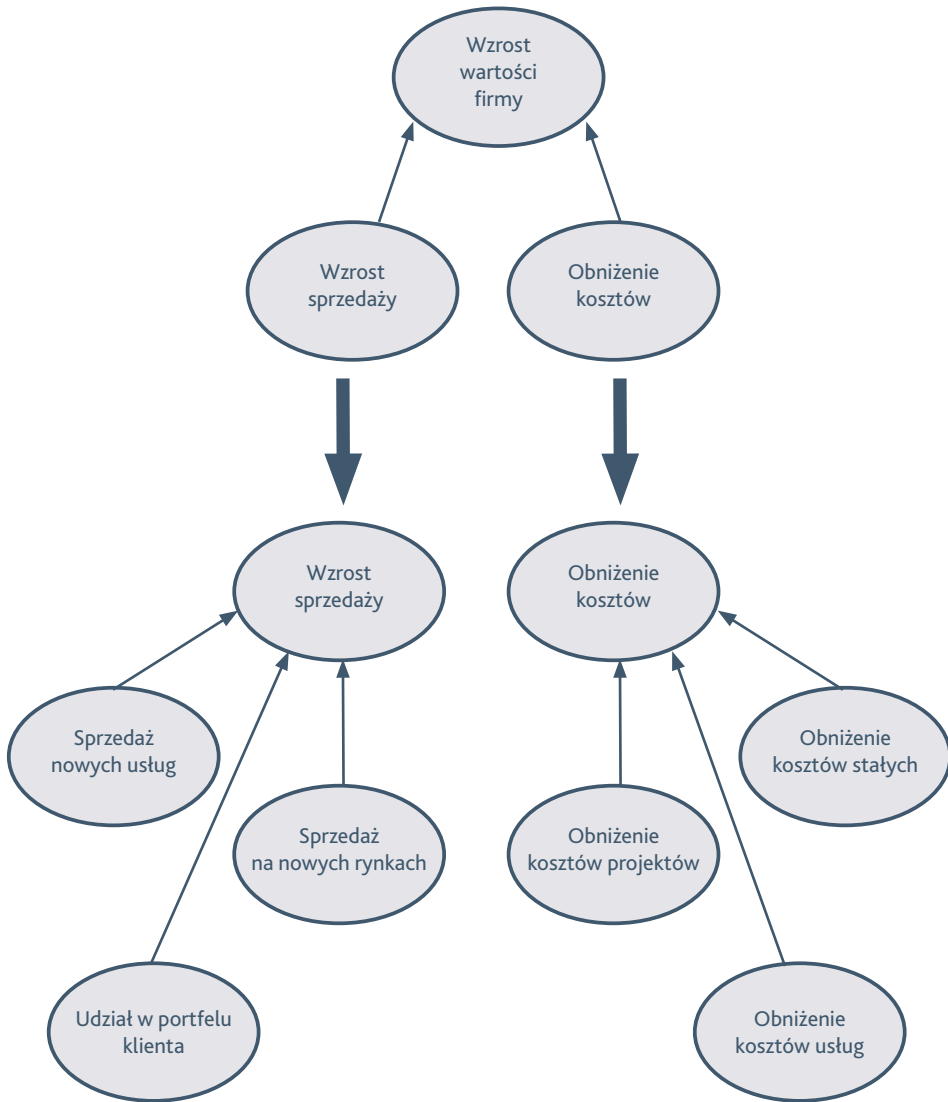 Wzrost
wartości
firmy
Wzrost
sprzedaży
Obniżenie
kosztów
Wzrost
sprzedaży
Obniżenie
kosztów
Sprzedaż
nowych usług
Obniżenie
kosztów stałych
Sprzedaż
na nowych rynkach
Obniżenie
kosztów projektów
Udział w portfelu
klienta
Obniżenie
kosztów usług